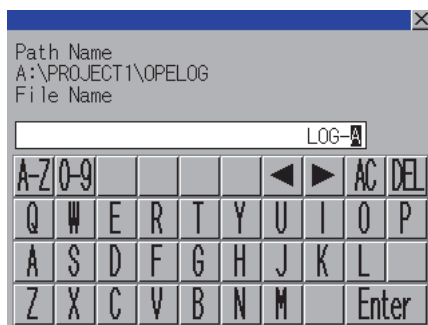 Path Name
A:\PROJECT1\OPELOG
File Name
LOG-A
A-Z 0-9 ◀ ▶ AC DEL
Q W E R T Y U I O P
A S D F G H J K L
Z X C V B N M Enter